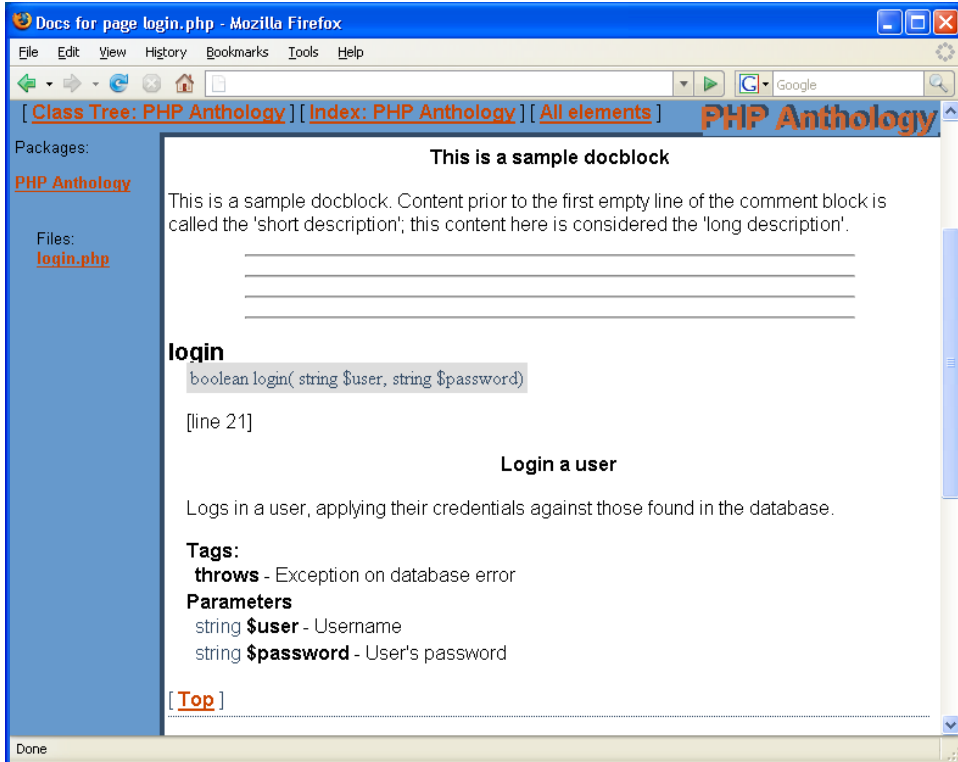 Docs for page login.php - Mozilla Firefox
File Edit View History Bookmarks Tools Help
G Google
[ Class Tree: PHP Anthology ] [ Index: PHP Anthology ] [ All elements ] PHP Anthology
Packages:
PHP Anthology
Files:
login.php
This is a sample docblock
This is a sample docblock. Content prior to the first empty line of the comment block is
called the 'short description'; this content here is considered the 'long description'.
login
boolean login( string $user, string $password)
[line 21]
Login a user
Logs in a user, applying their credentials against those found in the database.
Tags:
throws - Exception on database error
Parameters
string $user - Username
string $password - User's password
[ Top ]
Done